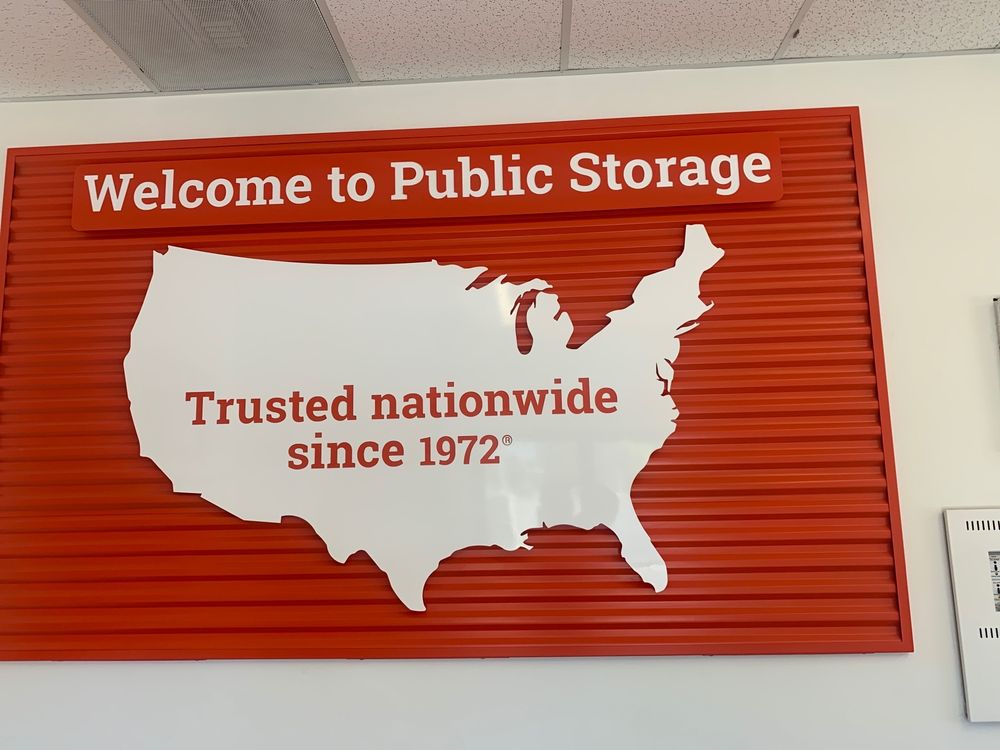 Welcome to Public Storage
Trusted nationwide
since 1972®